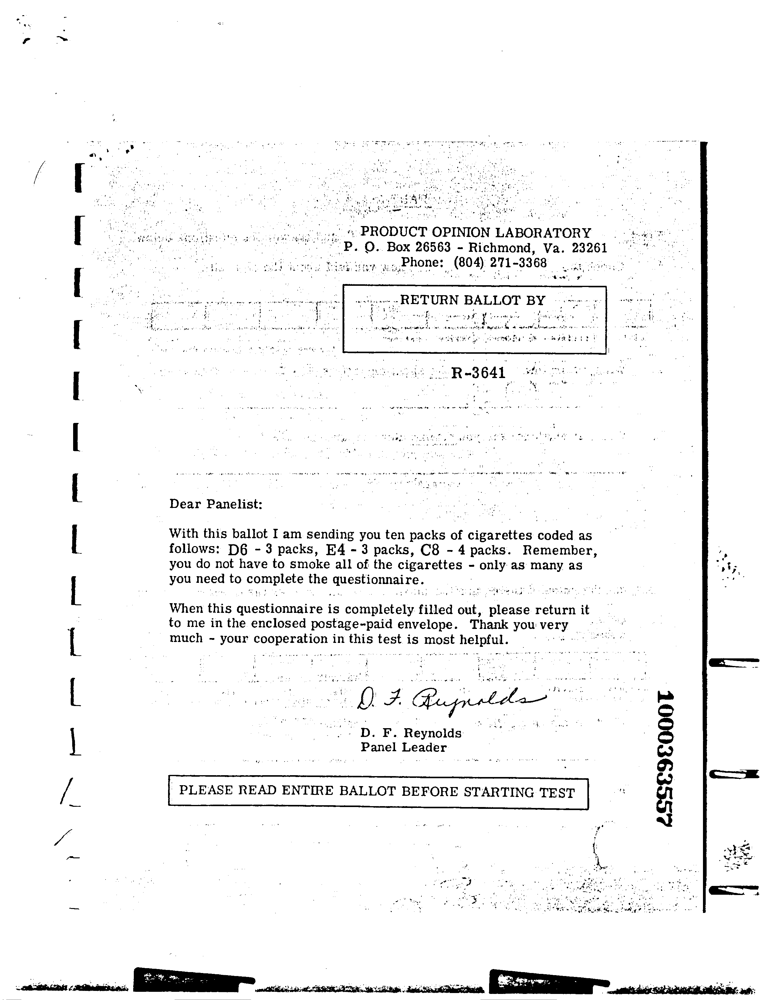 PRODUCT OPINION LABORATORY
P. O. Box 26563 - Richmond, Va. 23261
Phone: (804) 271-3368
RETURN BALLOT BY
R-3641
Dear Panelist:
With this ballot I am sending you ten packs of cigarettes coded as
follows: D6 - 3 packs, E4 - 3 packs, C8 - 4 packs. Remember,
you do not have to smoke all of the cigarettes - only as many as
you need to complete the questionnaire.
When this questionnaire is completely filled out, please return it
to me in the enclosed postage-paid envelope. Thank you very
much - your cooperation in this test is most helpful.
D. F. Reynolds
D. F. Reynolds
Panel Leader
PLEASE READ ENTIRE BALLOT BEFORE STARTING TEST
1000363557